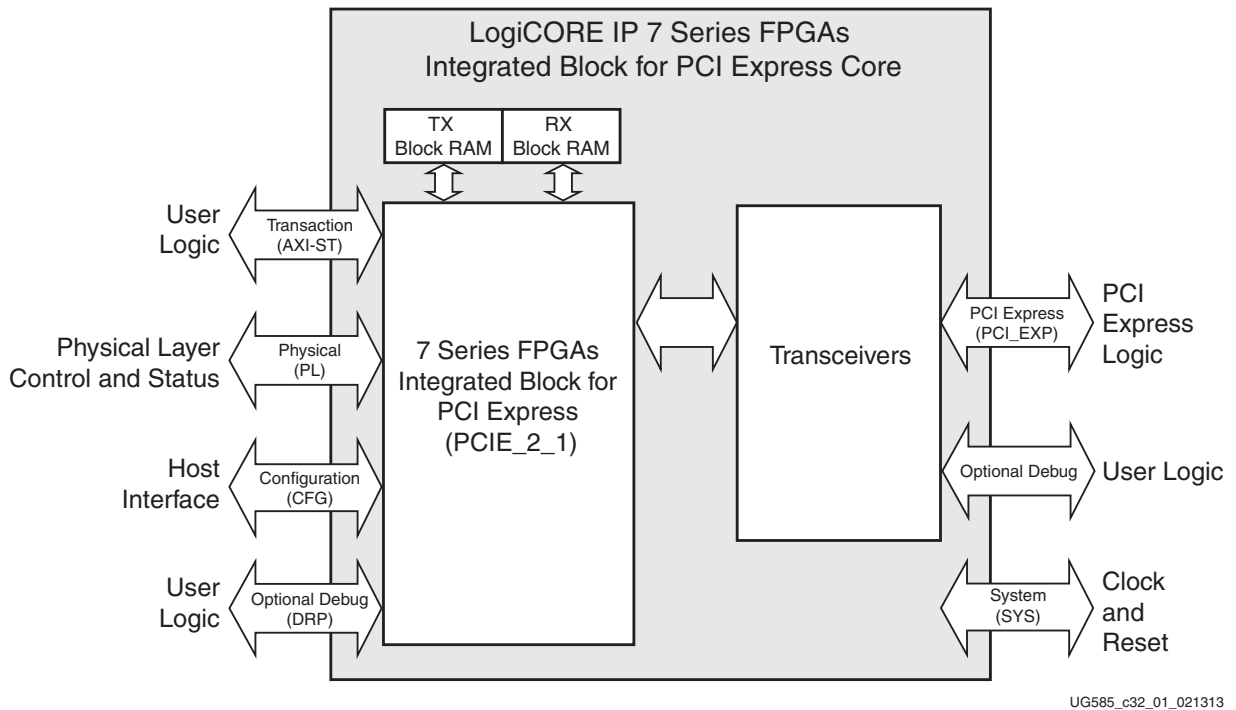 LogiCORE IP 7 Series FPGAs
Integrated Block for PCI Express Core
TX
Block RAM
RX
Block RAM
User
Logic
Transaction
(AXI-ST)
Physical Layer
Control and Status
Physical
(PL)
Host
Interface
Configuration
(CFG)
User
Logic
Optional Debug
(DRP)
7 Series FPGAs
Integrated Block for
PCI Express
(PCIE_2_1)
Transceivers
PCI Express
(PCI_EXP)
PCI
Express
Logic
Optional Debug
User Logic
System
(SYS)
Clock
and
Reset
UG585_c32_01_021313